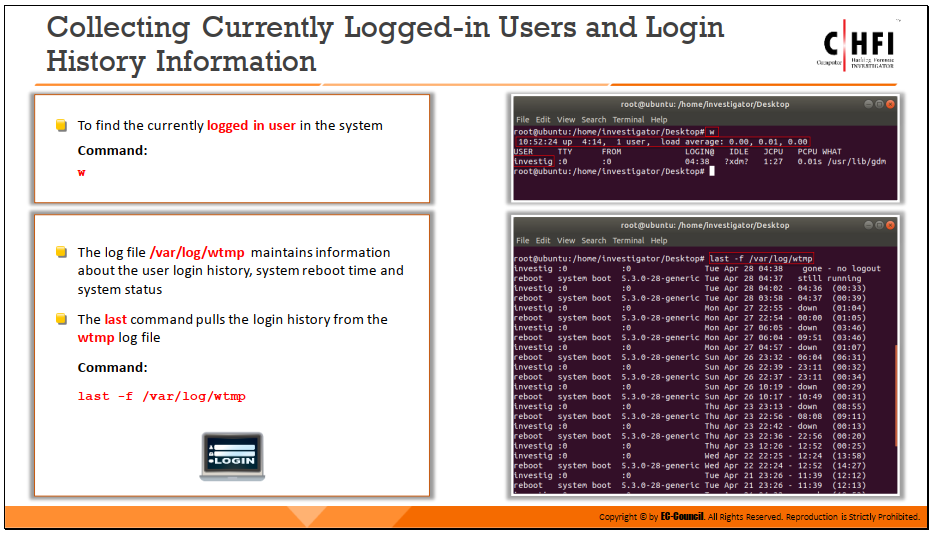 Collecting Currently Logged-in Users and Login
History Information
CHFI
Computer Hacking Forensic
INVESTIGATOR
To find the currently logged in user in the system
Command:
w
root@ubuntu: /home/investigator/Desktop
File Edit View Search Terminal Help
root@ubuntu:/home/investigator/Desktop# w
10:52:24 up 4:14, 1 user, load average: 0.00, 0.01, 0.00
USER TTY FROM LOGIN@ IDLE JCPU PCPU WHAT
investig :0 :0 04:38 ?xdm? 1:27 0.01s /usr/lib/gdm
root@ubuntu:/home/investigator/Desktop#
The log file /var/log/wtmp maintains information
about the user login history, system reboot time and
system status
The last command pulls the login history from the
wtmp log file
Command:
last -f /var/log/wtmp
LOGIN
root@ubuntu: /home/investigator/Desktop
File Edit View Search Terminal Help
root@ubuntu:/home/investigator/Desktop# last -f /var/log/wtmp
investig :0 :0 Tue Apr 28 04:38 gone - no logout
reboot system boot 5.3.0-28-generic Tue Apr 28 04:37 still running
investig :0 :0 Tue Apr 28 04:02 - 04:36 (00:33)
reboot system boot 5.3.0-28-generic Tue Apr 28 03:58 - 04:37 (00:39)
investig :0 :0 Mon Apr 27 22:55 - down (01:04)
reboot system boot 5.3.0-28-generic Mon Apr 27 22:54 - 00:00 (01:05)
investig :0 :0 Mon Apr 27 06:05 - down (03:46)
reboot system boot 5.3.0-28-generic Mon Apr 27 06:04 - 09:51 (03:46)
investig :0 :0 Mon Apr 27 04:57 - down (01:07)
reboot system boot 5.3.0-28-generic Sun Apr 26 23:32 - 06:04 (06:31)
investig :0 :0 Sun Apr 26 22:39 - 23:11 (00:32)
reboot system boot 5.3.0-28-generic Sun Apr 26 22:37 - 23:11 (00:34)
investig :0 :0 Sun Apr 26 10:19 - down (00:29)
reboot system boot 5.3.0-28-generic Sun Apr 26 10:17 - 10:49 (00:31)
investig :0 :0 Thu Apr 23 23:13 - down (08:55)
reboot system boot 5.3.0-28-generic Thu Apr 23 22:56 - 08:08 (09:11)
investig :0 :0 Thu Apr 23 22:42 - down (00:13)
reboot system boot 5.3.0-28-generic Thu Apr 23 22:36 - 22:56 (00:20)
investig :0 :0 Thu Apr 23 12:26 - 12:52 (00:25)
investig :0 :0 Wed Apr 22 22:25 - 12:24 (13:58)
reboot system boot 5.3.0-28-generic Wed Apr 22 22:24 - 12:52 (14:27)
investig :0 :0 Tue Apr 21 23:26 - 11:39 (12:12)
reboot system boot 5.3.0-28-generic Tue Apr 21 23:26 - 11:39 (12:13)
Copyright © by EC-Council. All Rights Reserved. Reproduction is Strictly Prohibited.